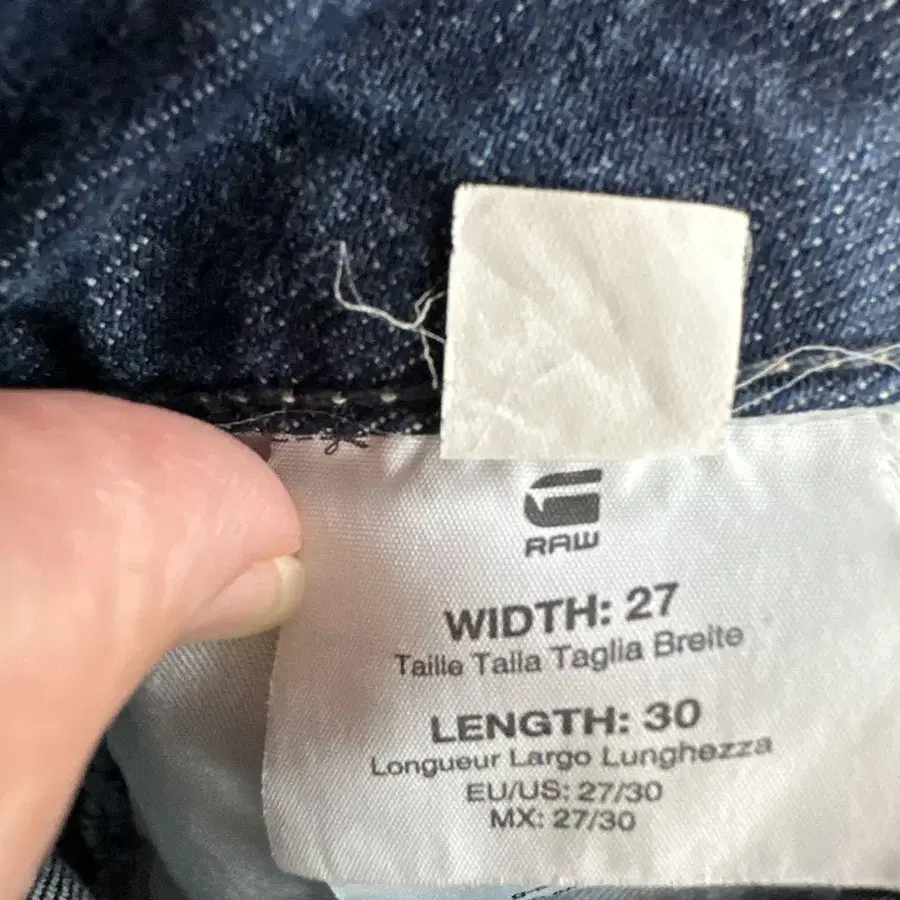 RAW
WIDTH: 27
Taille Talla Taglia Breite
LENGTH: 30
Longueur Largo Lunghezza
EU/US: 27/30
MX: 27/30